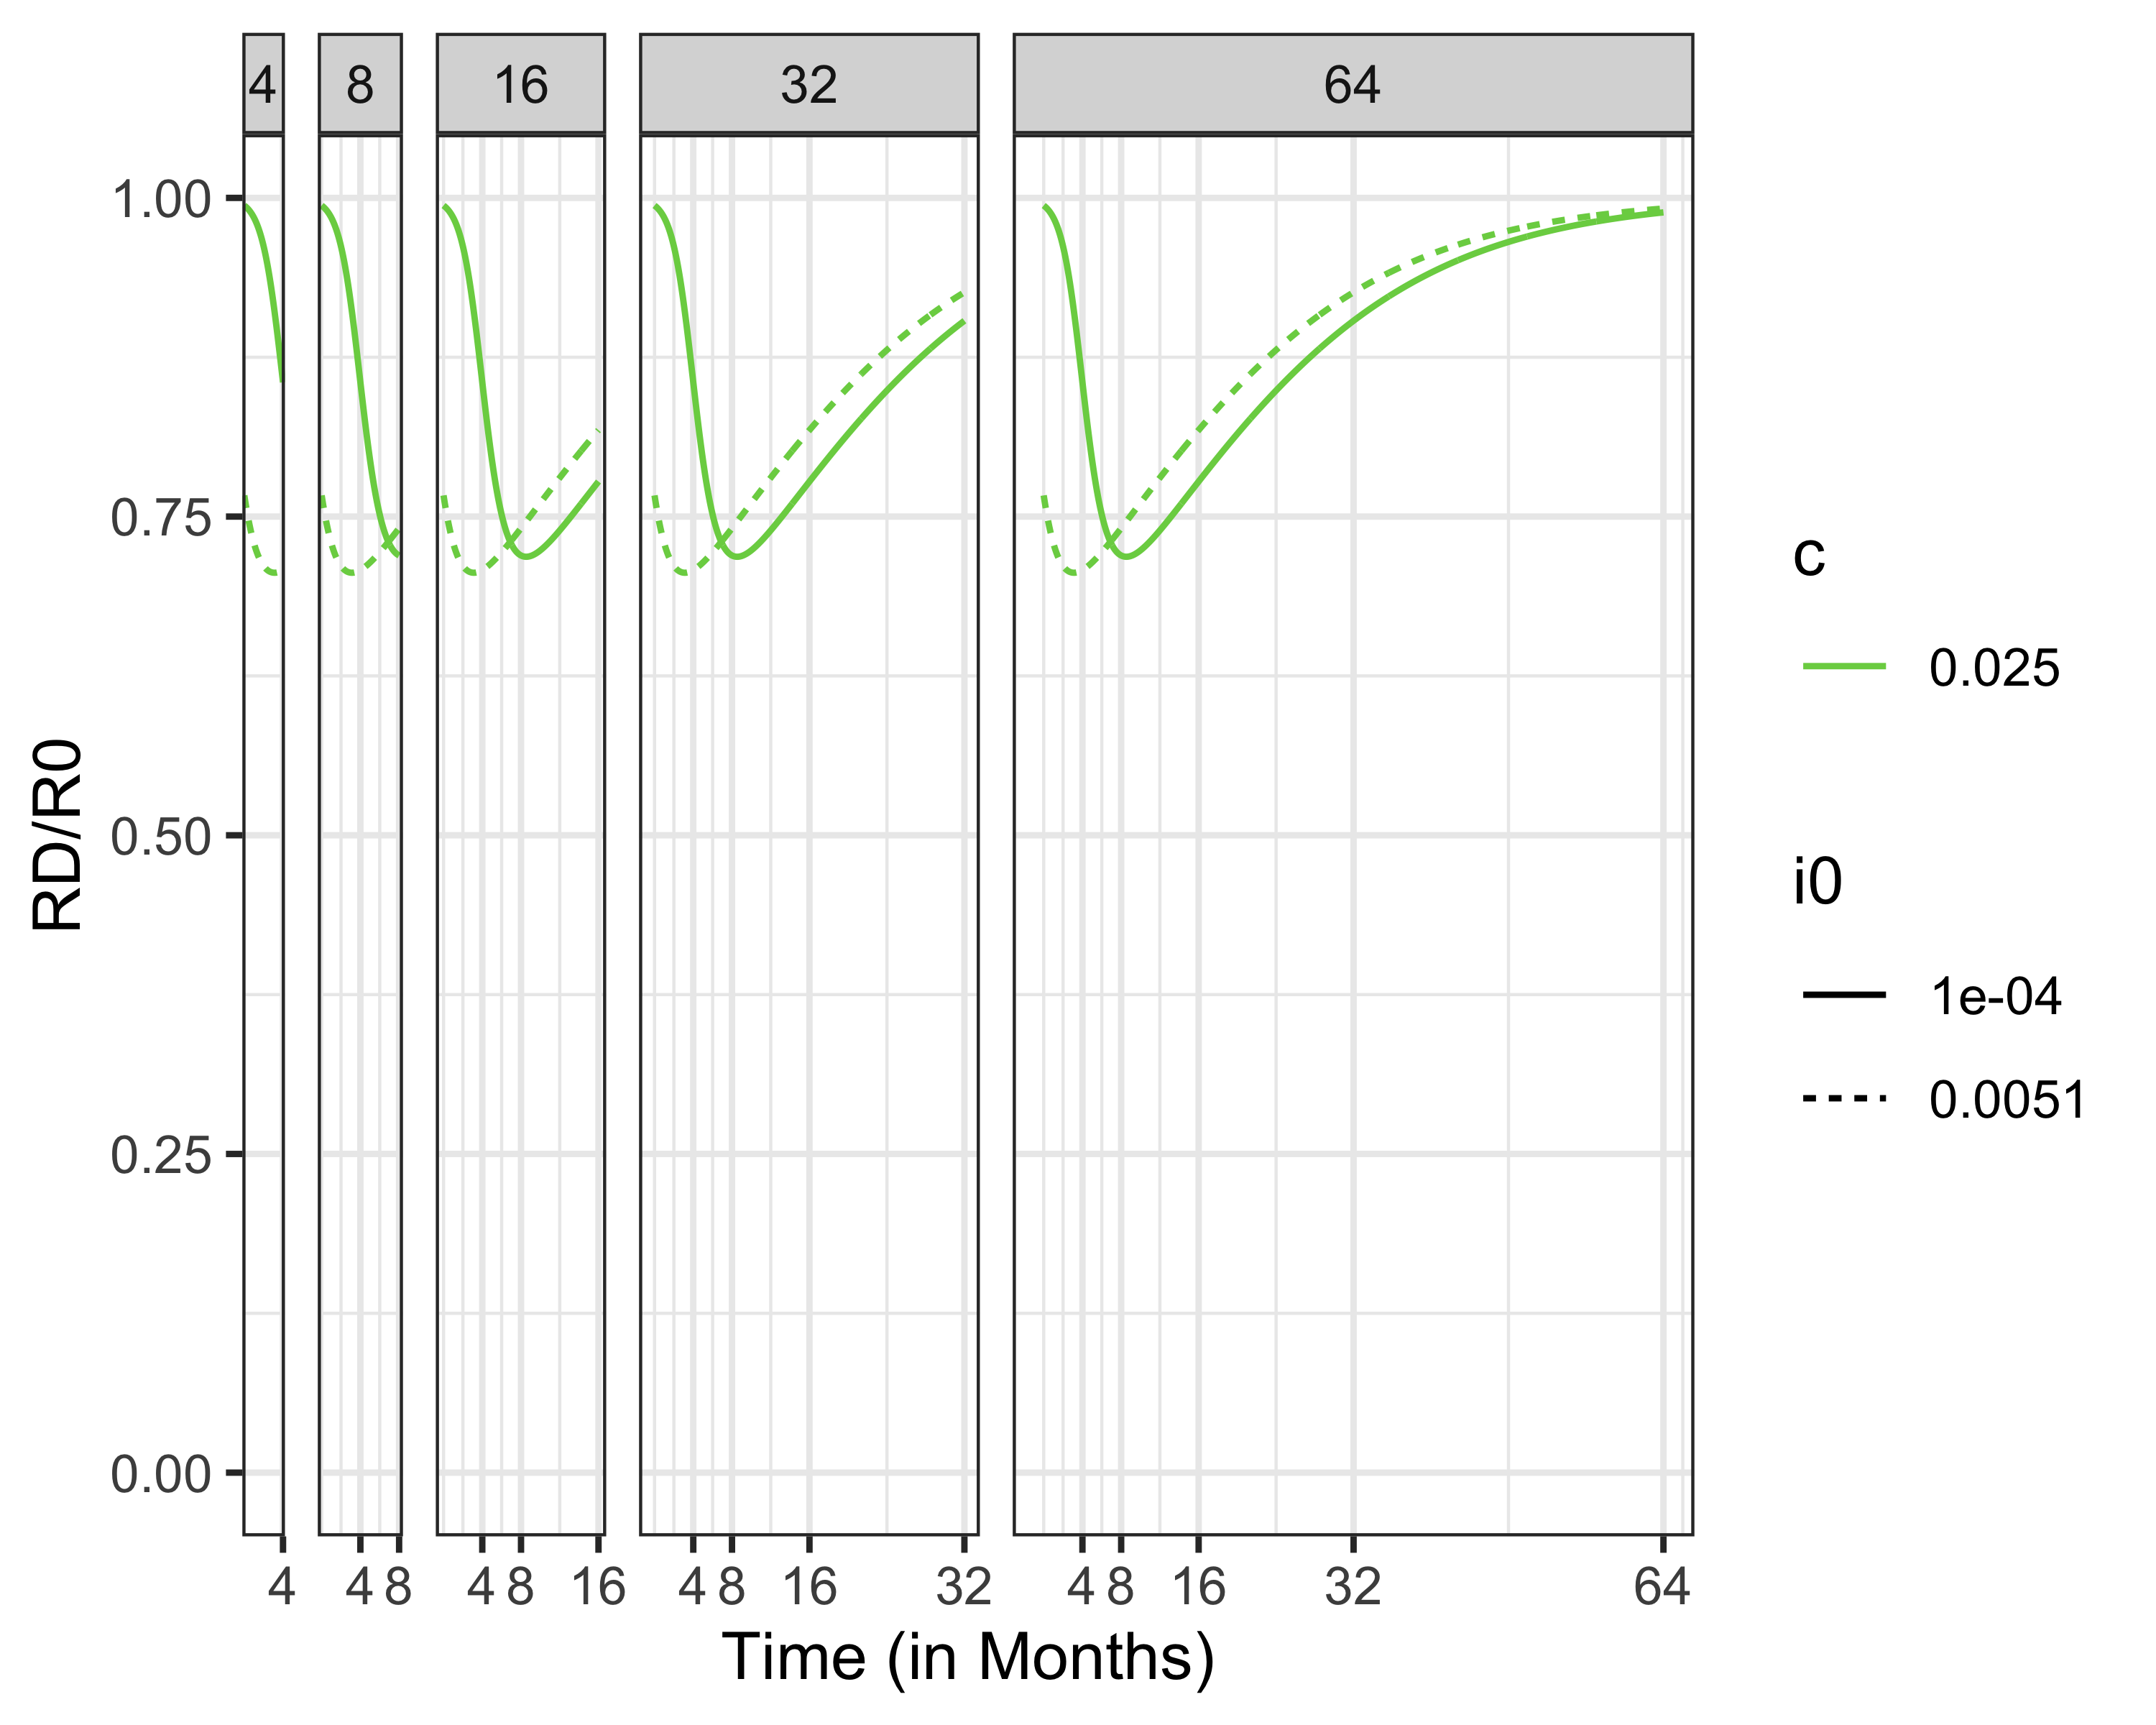 4 8 16 32 64
1.00
0.75
0.50
0.25
0.00
RD/R0
4 4 8 4 8 16 4 8 16 32 4 8 16 32 64
Time (in Months)
c
0.025
i0
1e-04
0.0051